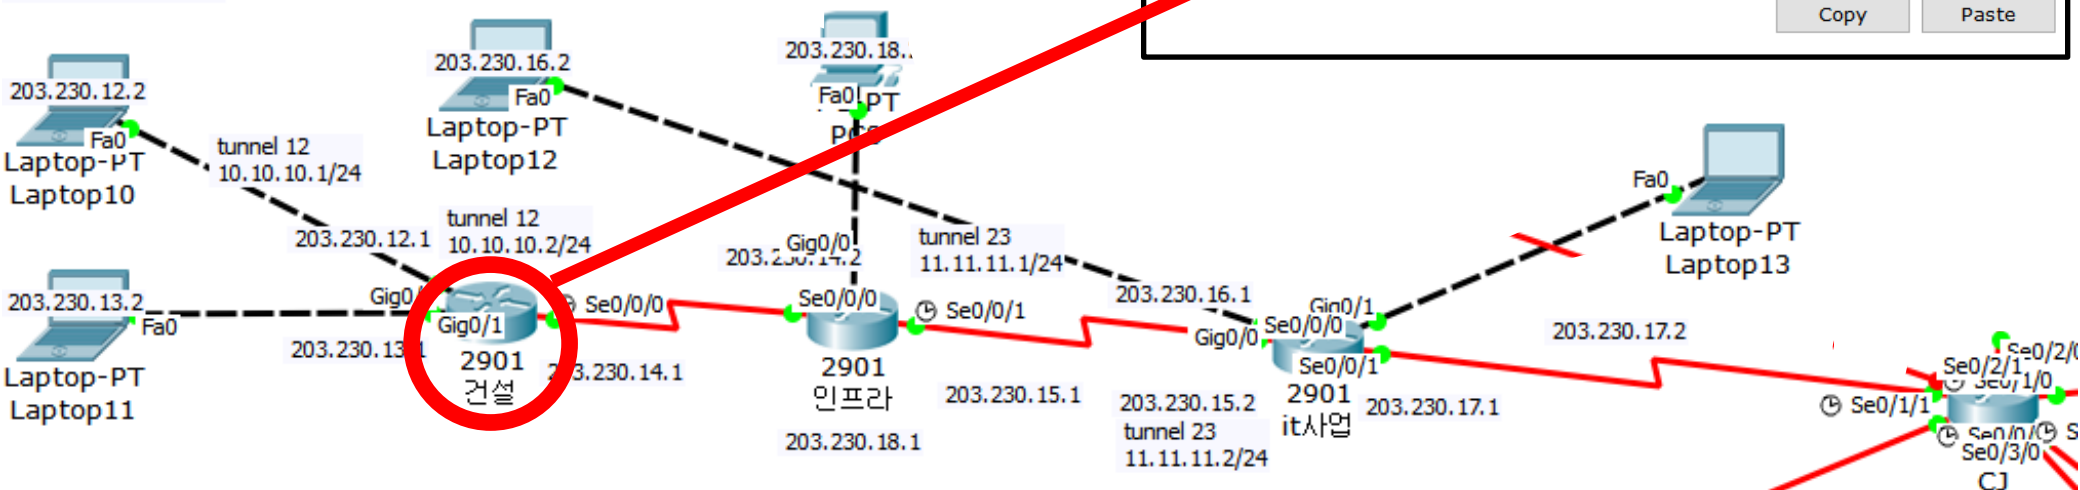 Copy
Paste
203.230.12.2
Fa0
Laptop-PT
Laptop10
tunnel 12
10.10.10.1/24
203.230.16.2
Fa0
Laptop-PT
Laptop12
203.230.18.
Fa0
PT
203.230.12.1
tunnel 12
10.10.10.2/24
203.230.13.2
Fa0
Laptop-PT
Laptop11
Gig0/
Gig0/1
2901
건설
Se0/0/0
203.230.14.1
Gig0/0
Se0/0/0
2901
인프라
203.230.18.1
Se0/0/1
203.230.15.1
tunnel 23
11.11.11.1/24
203.230.16.1
Gig0/0
Se0/0/0
Gig0/1
Se0/0/1
2901
it사업
203.230.15.2
tunnel 23
11.11.11.2/24
203.230.17.1
Fa0
Laptop-PT
Laptop13
203.230.17.2
Se0/2/0
Se0/2/1
Se0/1/1
Se0/3/0
CJ